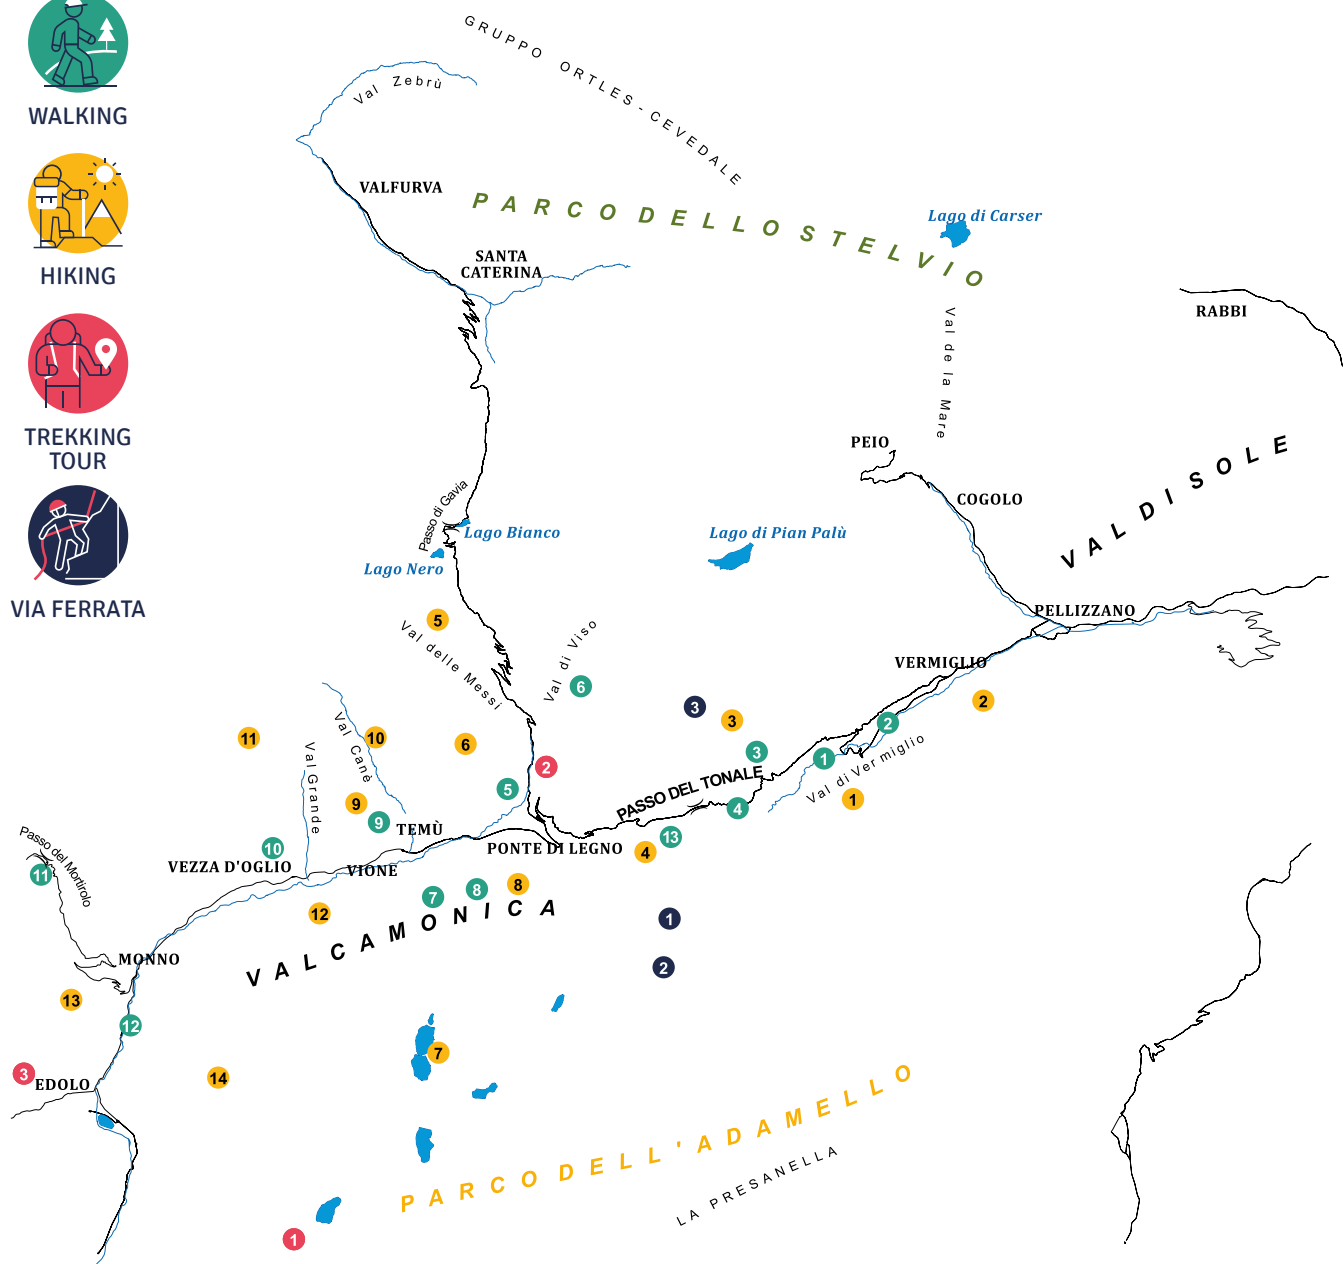 WALKING
HIKING
TREKKING
TOUR
VIA FERRATA
GRUPPO ORTLES-CEVEDALE
Val Zebrù
VALFURVA
PARCO DELLO STELVIO
Lago di Carser
SANTA
CATERINA
RABBI
Val de la Mare
PEIO
VAL DI SOLE
COGOLO
Passo di Gavia
Lago Bianco
Lago di Pian Palù
Lago Nero
PELLIZZANO
5
Val delle Messi
Val di Viso
6
VERMIGLIO
2
3
3
2
11
10
6
3
1
Val di Vermiglio
Val Canè
Val Grande
2
5
PASSO DEL TONALE
1
9
9
4
TEMÙ
13
10
PONTE DI LEGNO
4
Passo del Mortirolo
11
VEZZA D'OGLIO
VIONE
7
8
8
12
VALCAMONICA
1
MONNO
2
13
12
7
3
EDOLO
14
PARCO DELL'ADAMELLO
LA PRESANELLA
1